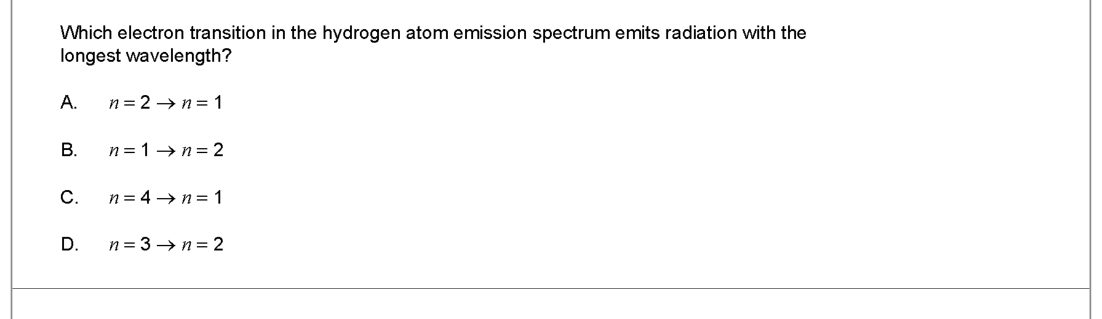 Which electron transition in the hydrogen atom emission spectrum emits radiation with the
longest wavelength?
A. n = 2 → n = 1
B. n = 1 → n = 2
C. n = 4 → n = 1
D. n = 3 → n = 2